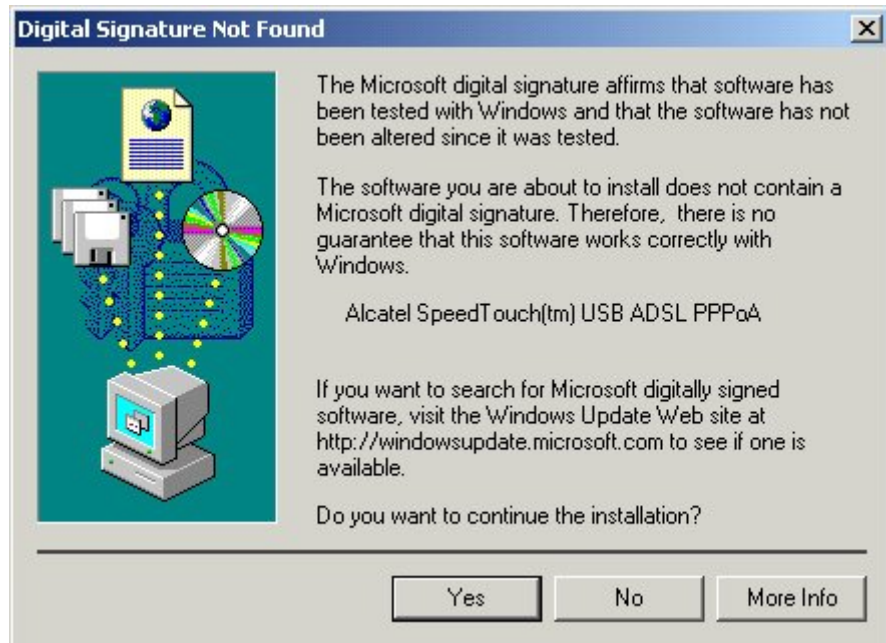 Digital Signature Not Found
The Microsoft digital signature affirms that software has
been tested with Windows and that the software has not
been altered since it was tested.
The software you are about to install does not contain a
Microsoft digital signature. Therefore,  there is no
guarantee that this software works correctly with
Windows.
Alcatel SpeedTouch(tm) USB ADSL PPPoA
If you want to search for Microsoft digitally signed
software, visit the Windows Update Web site at
http://windowsupdate.microsoft.com to see if one is
available.
Do you want to continue the installation?
Yes No More Info